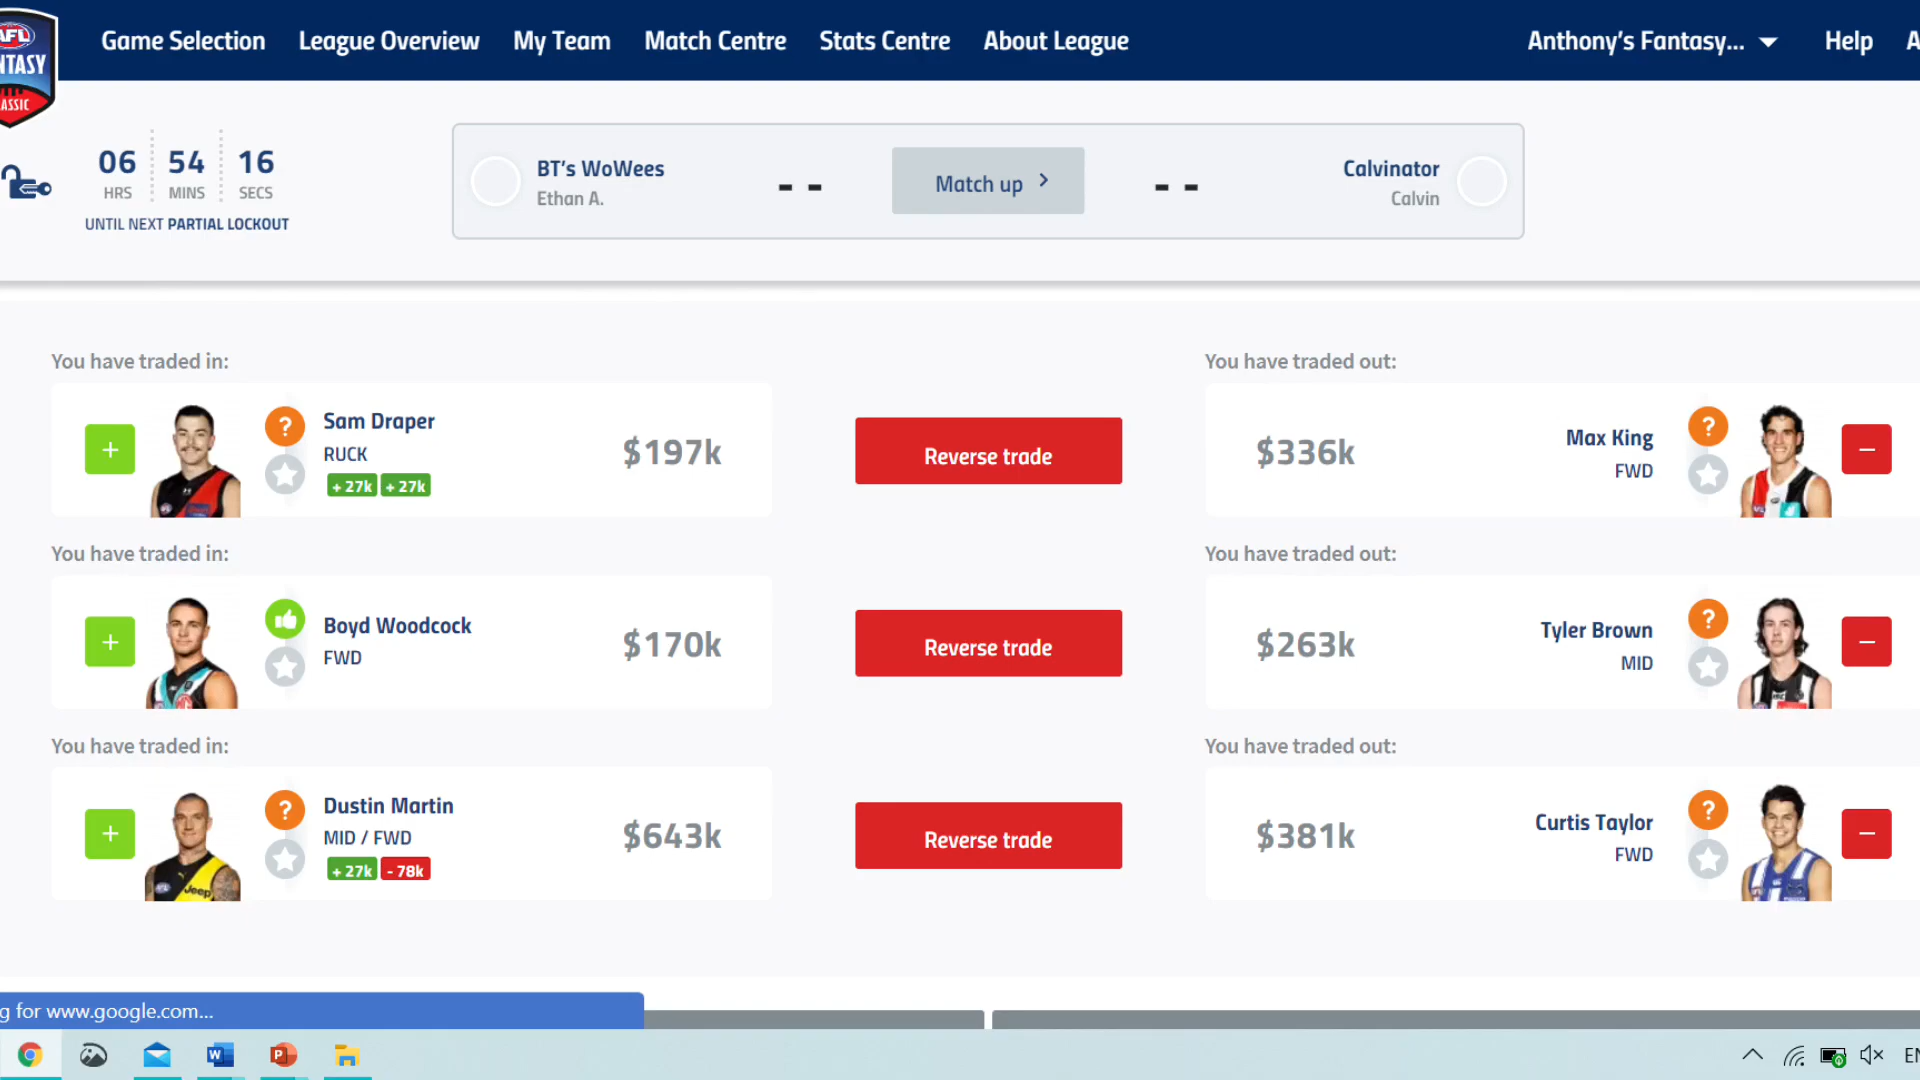 AFL
NTASY
ASSIC
Game Selection League Overview My Team Match Centre Stats Centre About League Anthony's Fantasy... Help A
06 54 16
HRS MINS SECS
UNTIL NEXT PARTIAL LOCKOUT
BT's WoWees
Ethan A.
- -
Match up
- -
Calvinator
Calvin
You have traded in:
Sam Draper
RUCK
+ 27k + 27k
$197k
Reverse trade
You have traded out:
$336k
Max King
FWD
You have traded in:
Boyd Woodcock
FWD
$170k
Reverse trade
You have traded out:
$263k
Tyler Brown
MID
You have traded in:
Dustin Martin
MID / FWD
+ 27k - 78k
$643k
Reverse trade
You have traded out:
$381k
Curtis Taylor
FWD
Jeep
g for www.google.com...
EN